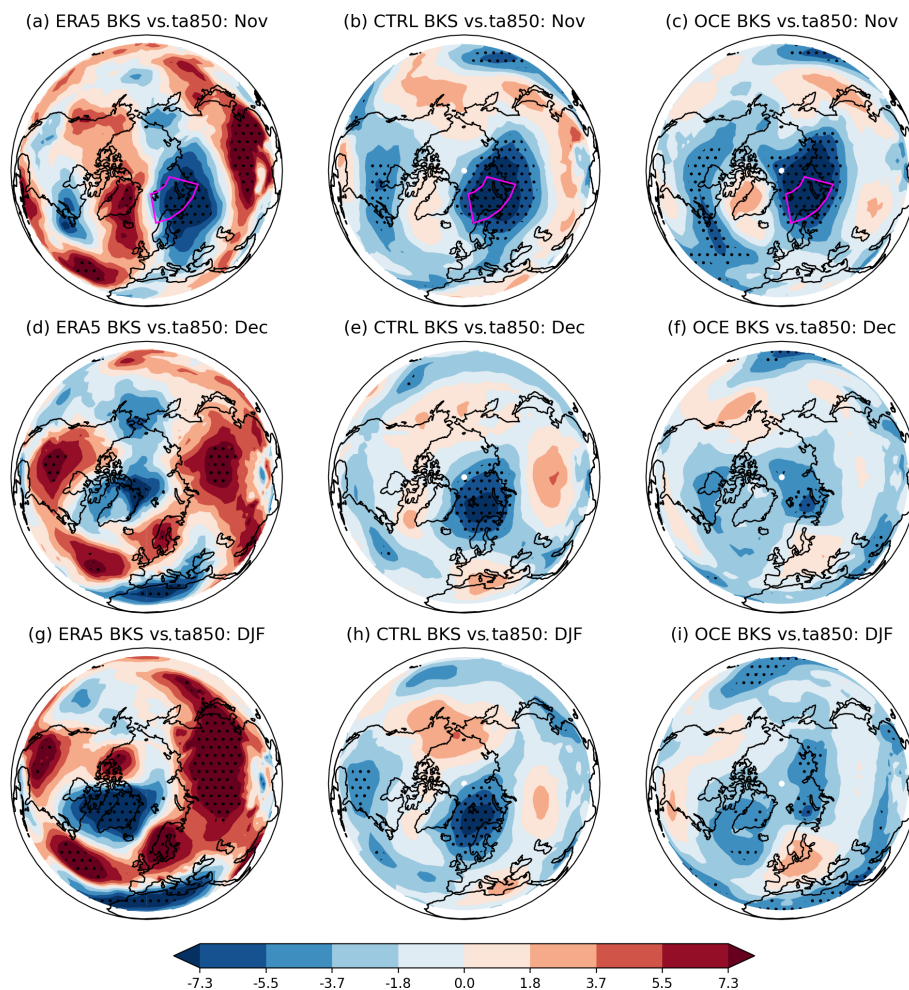 (a) ERA5 BKS vs.ta850: Nov
(b) CTRL BKS vs.ta850: Nov
(c) OCE BKS vs.ta850: Nov
(d) ERA5 BKS vs.ta850: Dec
(e) CTRL BKS vs.ta850: Dec
(f) OCE BKS vs.ta850: Dec
(g) ERA5 BKS vs.ta850: DJF
(h) CTRL BKS vs.ta850: DJF
(i) OCE BKS vs.ta850: DJF
-7.3 -5.5 -3.7 -1.8 0.0 1.8 3.7 5.5 7.3